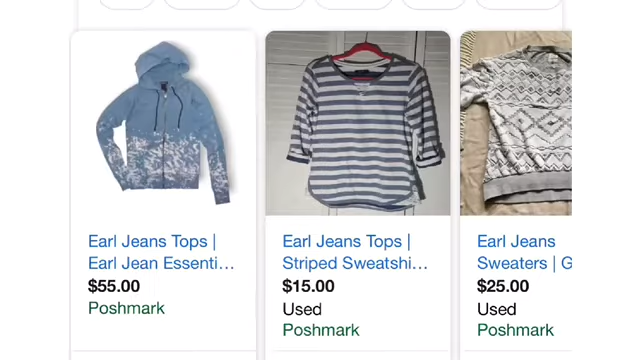 Earl Jeans Tops |
Earl Jean Essenti...
$55.00
Poshmark
Earl Jeans Tops |
Striped Sweatshi...
$15.00
Used
Poshmark
Earl Jeans
Sweaters | G
$25.00
Used
Poshmark